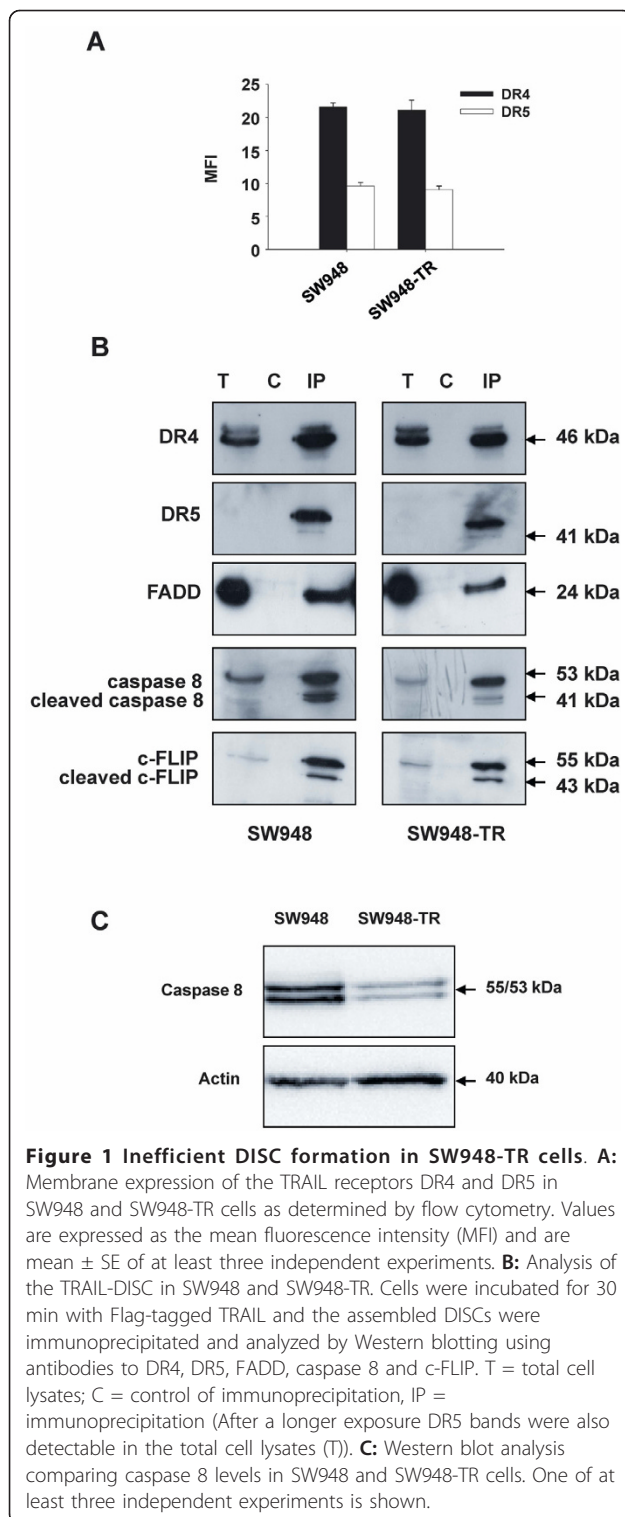 A
25
20
15
10
5
0
MFI
DR4
DR5
SW948
SW948-TR
B
T C IP T C IP
DR4 46 kDa
DR5 41 kDa
FADD 24 kDa
caspase 8 53 kDa
cleaved caspase 8 41 kDa
c-FLIP 55 kDa
cleaved c-FLIP 43 kDa
SW948 SW948-TR
C
SW948 SW948-TR
Caspase 8 55/53 kDa
Actin 40 kDa
Figure 1 Inefficient DISC formation in SW948-TR cells. A:
Membrane expression of the TRAIL receptors DR4 and DR5 in
SW948 and SW948-TR cells as determined by flow cytometry. Values
are expressed as the mean fluorescence intensity (MFI) and are
mean ± SE of at least three independent experiments. B: Analysis of
the TRAIL-DISC in SW948 and SW948-TR. Cells were incubated for 30
min with Flag-tagged TRAIL and the assembled DISCs were
immunoprecipitated and analyzed by Western blotting using
antibodies to DR4, DR5, FADD, caspase 8 and c-FLIP. T = total cell
lysates; C = control of immunoprecipitation, IP =
immunoprecipitation (After a longer exposure DR5 bands were also
detectable in the total cell lysates (T)). C: Western blot analysis
comparing caspase 8 levels in SW948 and SW948-TR cells. One of at
least three independent experiments is shown.